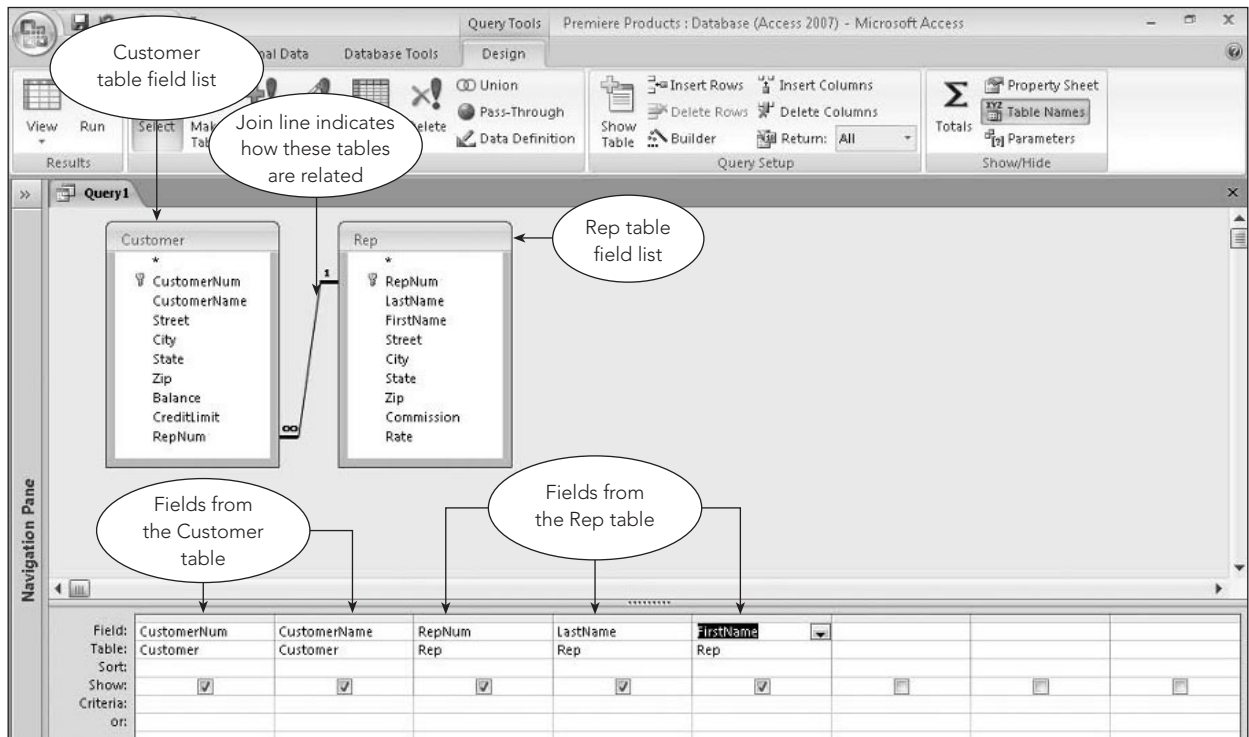 Query Tools
Premiere Products : Database (Access 2007) - Microsoft Access
Customer
table field list
nal Data
Database Tools
Design
View
Run
Select
Results
Join line indicates
how these tables
are related
Union
Pass-Through
Data Definition
Show
Table
Insert Rows
Delete Rows
Builder
Insert Columns
Delete Columns
Return: All
Query Setup
Totals
Property Sheet
Table Names
Parameters
Show/Hide
Query1
Customer
*
CustomerNum
CustomerName
Street
City
State
Zip
Balance
CreditLimit
RepNum
1
∞
Rep
*
RepNum
LastName
FirstName
Street
City
State
Zip
Commission
Rate
Rep table
field list
Navigation Pane
Fields from
the Customer
table
Fields from
the Rep table
Field: CustomerNum CustomerName RepNum LastName FirstName
Table: Customer Customer Rep Rep Rep
Sort:
Show:
Criteria:
or: